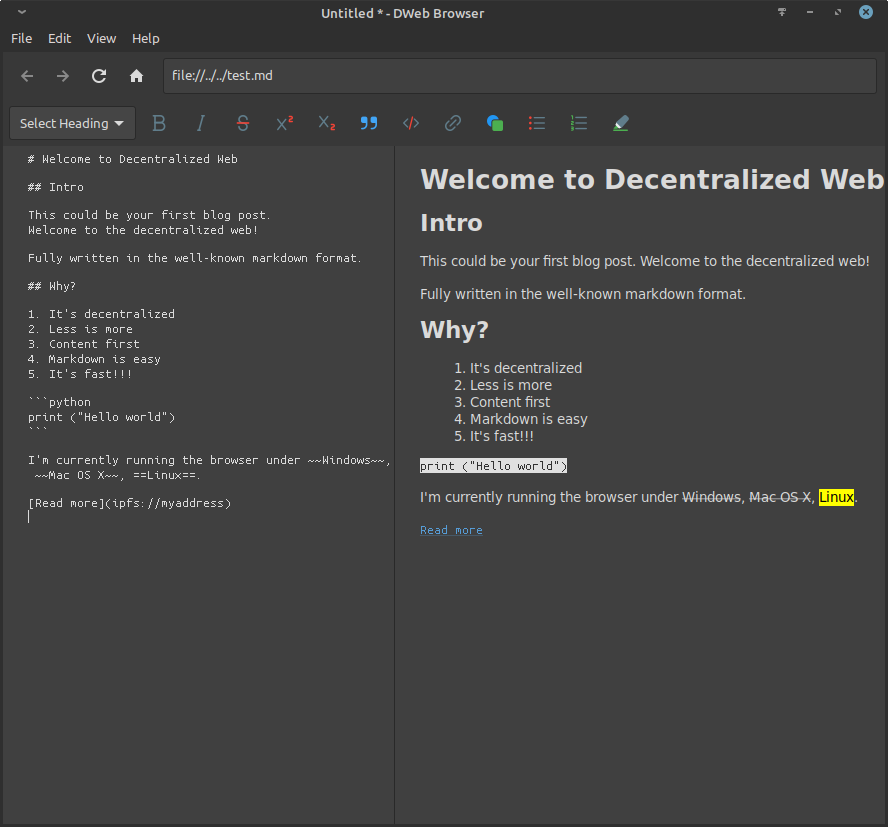 Untitled * - DWeb Browser
File Edit View Help
file://../../test.md
Select Heading B I S X² X₂ </>
# Welcome to Decentralized Web
## Intro
This could be your first blog post.
Welcome to the decentralized web!
Fully written in the well-known markdown format.
## Why?
1. It's decentralized
2. Less is more
3. Content first
4. Markdown is easy
5. It's fast!!!
```python
print ("Hello world")
```
I'm currently running the browser under ~~Windows~~,
~~Mac OS X~~, ==Linux==.
[Read more](ipfs://myaddress)
Welcome to Decentralized Web
Intro
This could be your first blog post. Welcome to the decentralized web!
Fully written in the well-known markdown format.
Why?
1. It's decentralized
2. Less is more
3. Content first
4. Markdown is easy
5. It's fast!!!
print ("Hello world")
I'm currently running the browser under Windows, Mac OS X, Linux.
Read more